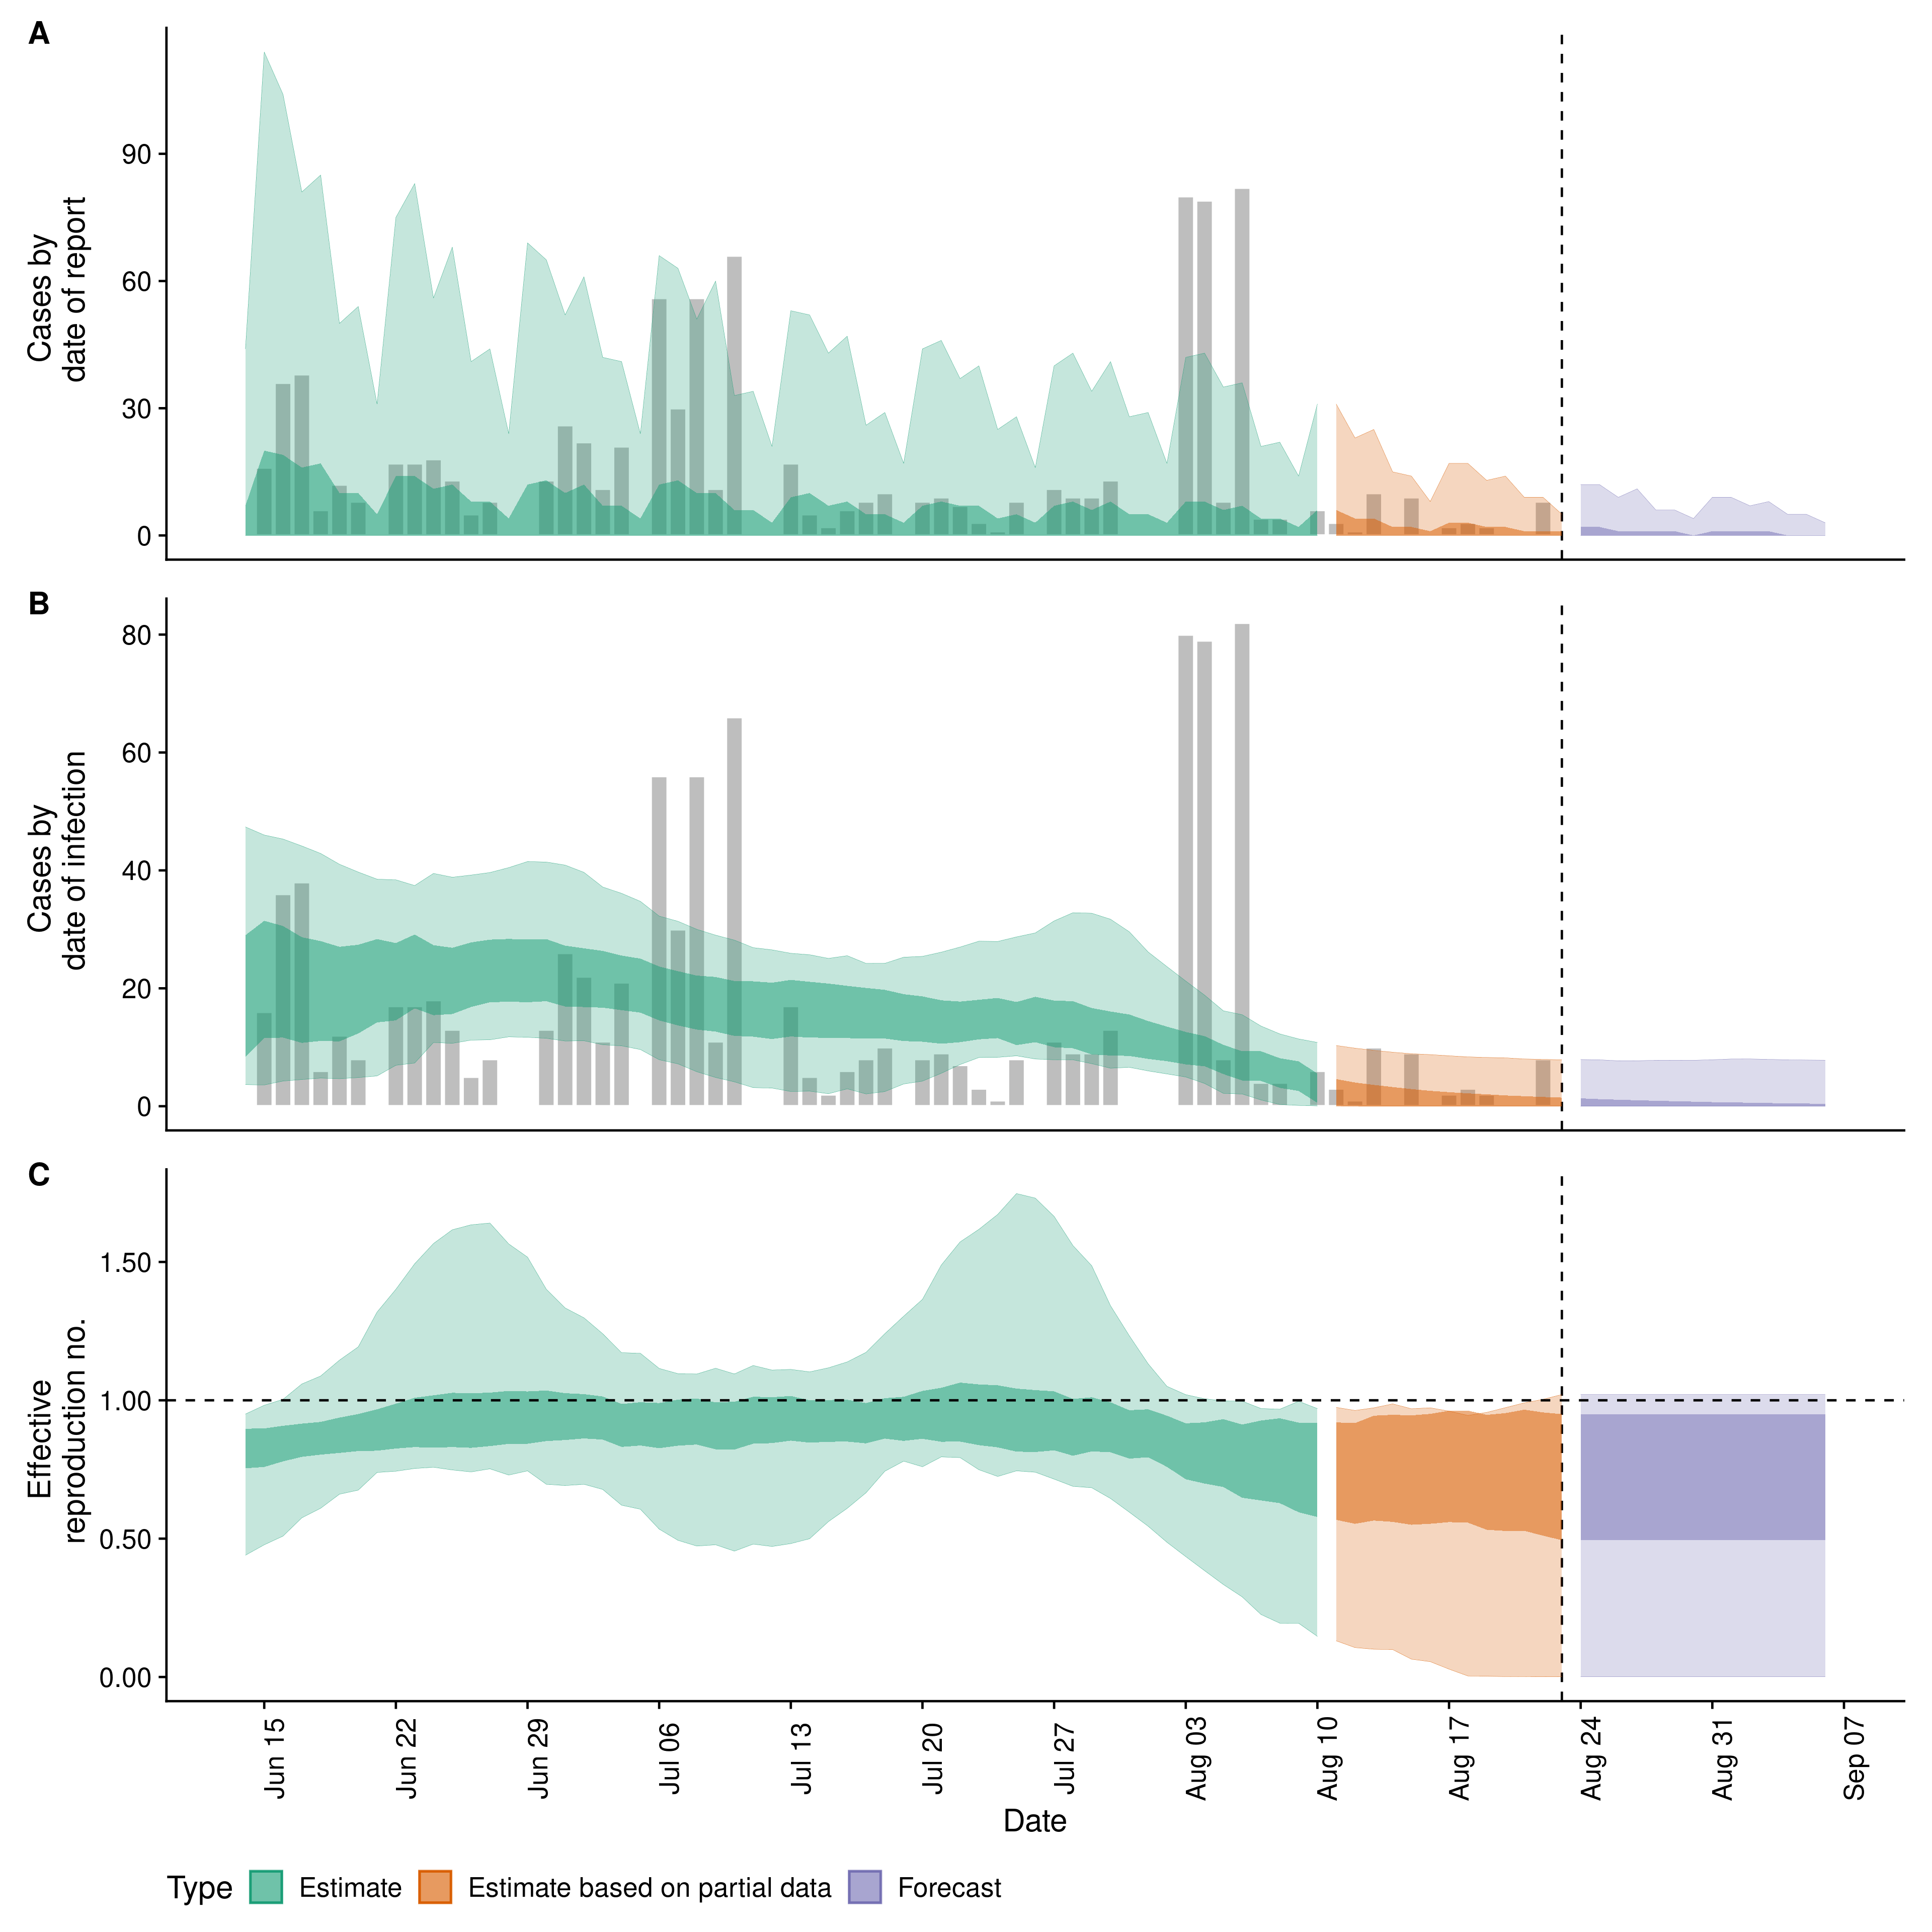 A
Cases by
date of report
90
60
30
0
B
Cases by
date of infection
80
60
40
20
0
C
Effective
reproduction no.
1.50
1.00
0.50
0.00
Jun 15
Jun 22
Jun 29
Jul 06
Jul 13
Jul 20
Jul 27
Aug 03
Aug 10
Aug 17
Aug 24
Aug 31
Sep 07
Date
Type Estimate Estimate based on partial data Forecast